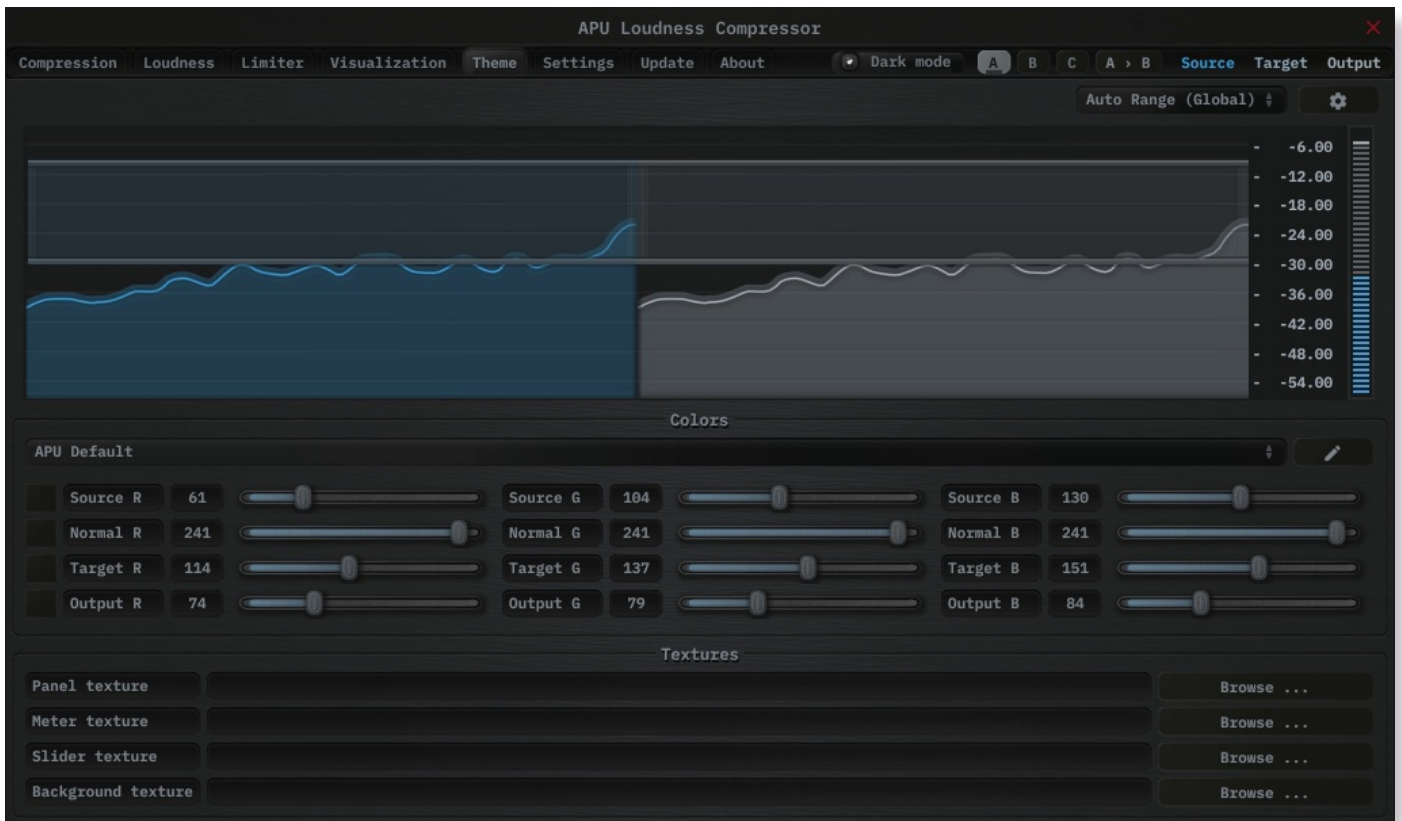 APU Loudness Compressor
Compression Loudness Limiter Visualization Theme Settings Update About Dark mode A B C A › B Source Target Output
Auto Range (Global)
- -6.00
- -12.00
- -18.00
- -24.00
- -30.00
- -36.00
- -42.00
- -48.00
- -54.00
Colors
APU Default
Source R 61 Source G 104 Source B 130
Normal R 241 Normal G 241 Normal B 241
Target R 114 Target G 137 Target B 151
Output R 74 Output G 79 Output B 84
Textures
Panel texture Browse ...
Meter texture Browse ...
Slider texture Browse ...
Background texture Browse ...